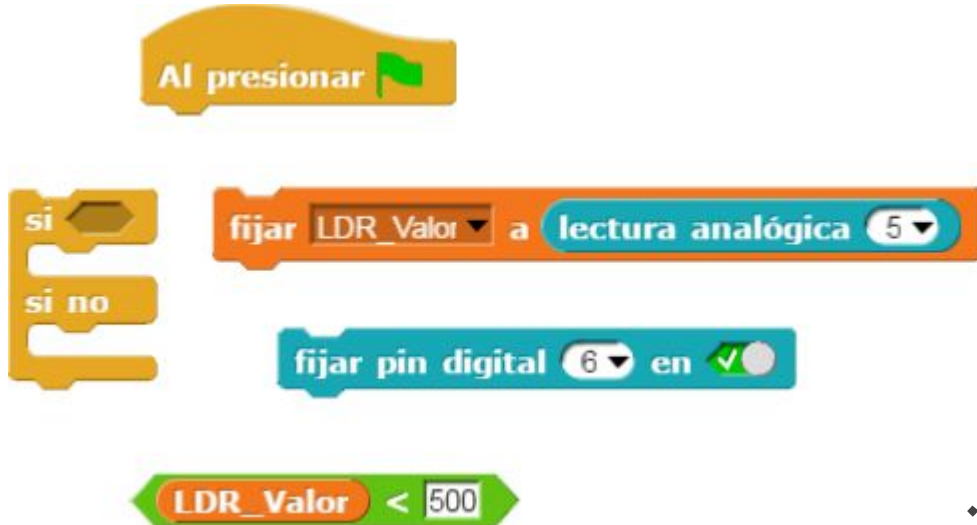 Al presionar
si
fijar LDR_Valor a lectura analógica 5
si no
fijar pin digital 6 en
LDR_Valor < 500